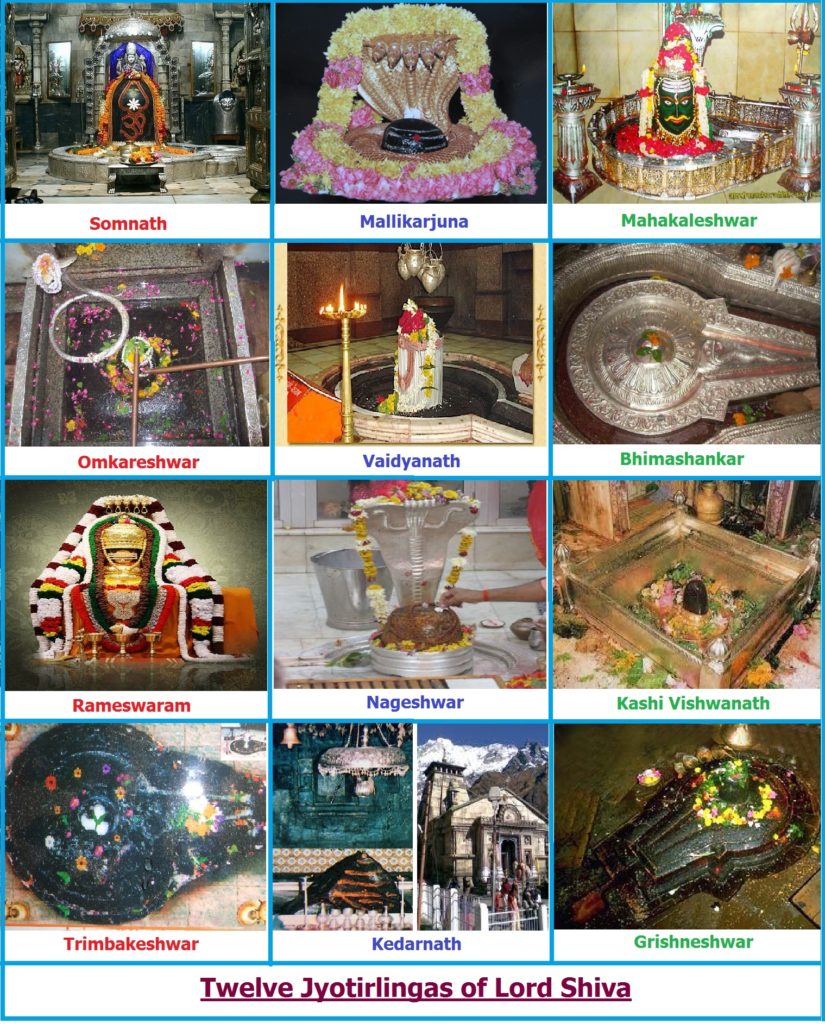 Somnath
Mallikarjuna
Mahakaleshwar
Omkareshwar
Vaidyanath
Bhimashankar
Rameswaram
Nageshwar
Kashi Vishwanath
Trimbakeshwar
Kedarnath
Grishneshwar
Twelve Jyotirlingas of Lord Shiva